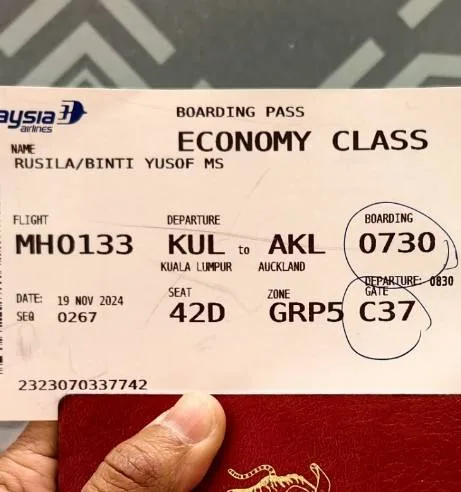 BOARDING PASS
aysia
airlines
ECONOMY CLASS
NAME
RUSILA/BINTI YUSOF MS
FLIGHT DEPARTURE BOARDING
MH0133 KUL to AKL 0730
KUALA LUMPUR AUCKLAND
DEPARTURE: 0830
DATE: 19 NOV 2024 SEAT ZONE GATE
SEQ 0267 42D GRP5 C37
2323070337742